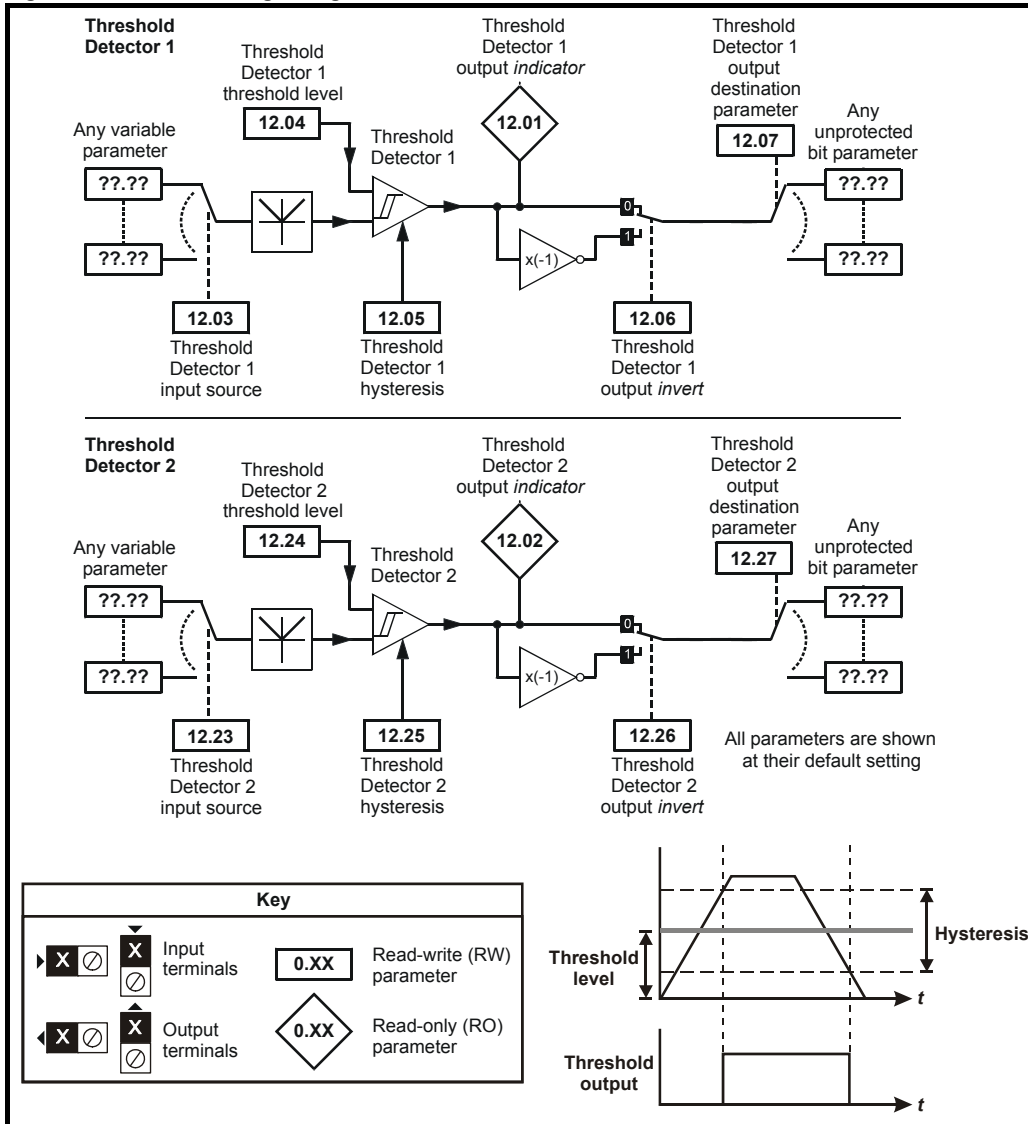 Threshold
Detector 1
Threshold
Detector 1
threshold level
12.04
Threshold
Detector 1
output indicator
12.01
Threshold
Detector 1
output
destination
parameter
12.07
Any variable
parameter
??.??
??.??
Threshold
Detector 1
Any
unprotected
bit parameter
??.??
??.??
0
1
x(-1)
12.03
Threshold
Detector 1
input source
12.05
Threshold
Detector 1
hysteresis
12.06
Threshold
Detector 1
output invert
Threshold
Detector 2
Threshold
Detector 2
threshold level
12.24
Threshold
Detector 2
output indicator
12.02
Threshold
Detector 2
output
destination
parameter
12.27
Any variable
parameter
??.??
??.??
Threshold
Detector 2
Any
unprotected
bit parameter
??.??
??.??
0
1
x(-1)
12.23
Threshold
Detector 2
input source
12.25
Threshold
Detector 2
hysteresis
12.26
Threshold
Detector 2
output invert
All parameters are shown
at their default setting
Key
X
X
Input
terminals
0.XX
Read-write (RW)
parameter
X
X
Output
terminals
0.XX
Read-only (RO)
parameter
Threshold
level
Hysteresis
t
Threshold
output
t